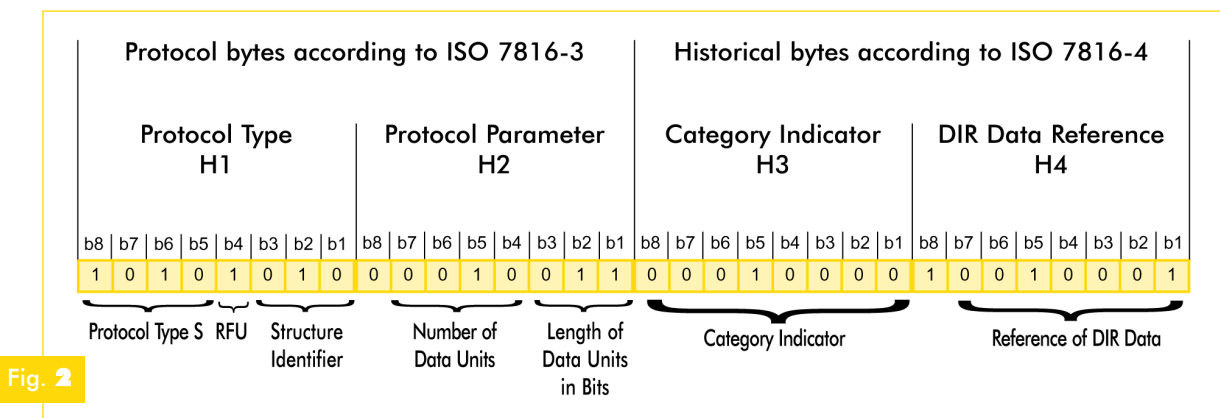 Protocol bytes according to ISO 7816-3 Historical bytes according to ISO 7816-4
Protocol Type Protocol Parameter Category Indicator DIR Data Reference
H1 H2 H3 H4
b8 b7 b6 b5 b4 b3 b2 b1 b8 b7 b6 b5 b4 b3 b2 b1 b8 b7 b6 b5 b4 b3 b2 b1 b8 b7 b6 b5 b4 b3 b2 b1
1 0 1 0 1 0 1 0 0 0 0 1 0 0 1 1 0 0 0 1 0 0 0 0 1 0 0 1 0 0 0 1
Protocol Type S RFU Structure Number of Length of Category Indicator Reference of DIR Data
Identifier Data Units Data Units
in Bits
Fig. 2